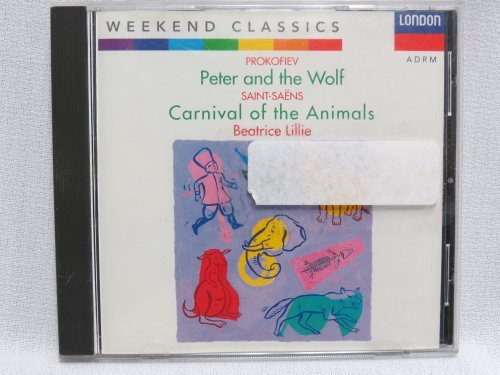 WEEKEND CLASSICS
LONDON
ADRM
PROKOFIEV
Peter and the Wolf
SAINT-SAËNS
Carnival of the Animals
Beatrice Lillie